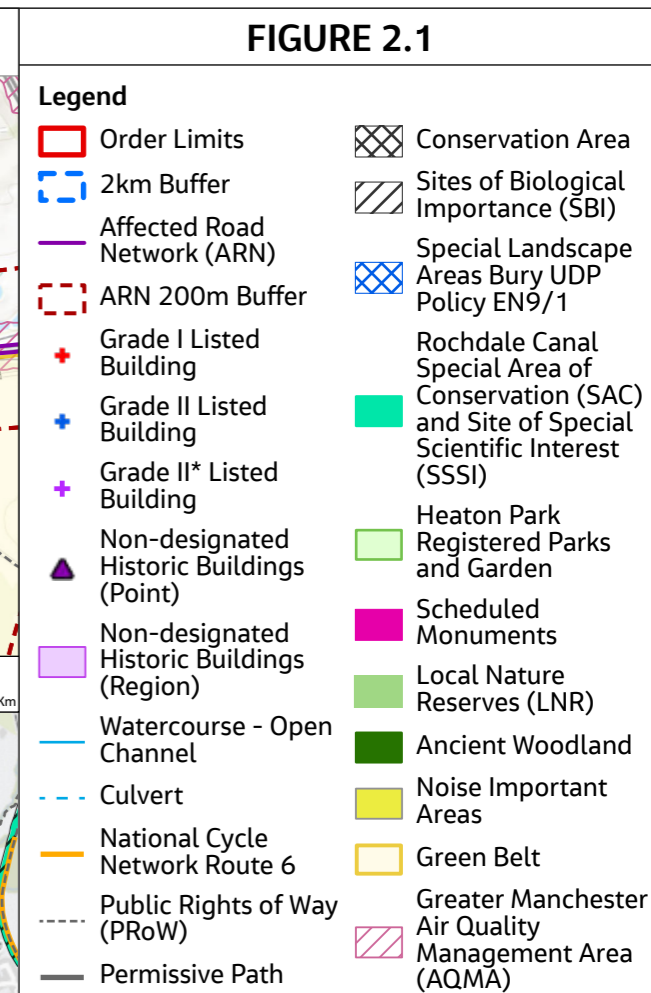 FIGURE 2.1
Legend
Order Limits
2km Buffer
Affected Road
Network (ARN)
ARN 200m Buffer
Grade I Listed
Building
Grade II Listed
Building
Grade II* Listed
Building
Non-designated
Historic Buildings
(Point)
Non-designated
Historic Buildings
(Region)
Watercourse - Open
Channel
Culvert
National Cycle
Network Route 6
Public Rights of Way
(PRoW)
Permissive Path
Conservation Area
Sites of Biological
Importance (SBI)
Special Landscape
Areas Bury UDP
Policy EN9/1
Rochdale Canal
Special Area of
Conservation (SAC)
and Site of Special
Scientific Interest
(SSSI)
Heaton Park
Registered Parks
and Garden
Scheduled
Monuments
Local Nature
Reserves (LNR)
Ancient Woodland
Noise Important
Areas
Green Belt
Greater Manchester
Air Quality
Management Area
(AQMA)
Km